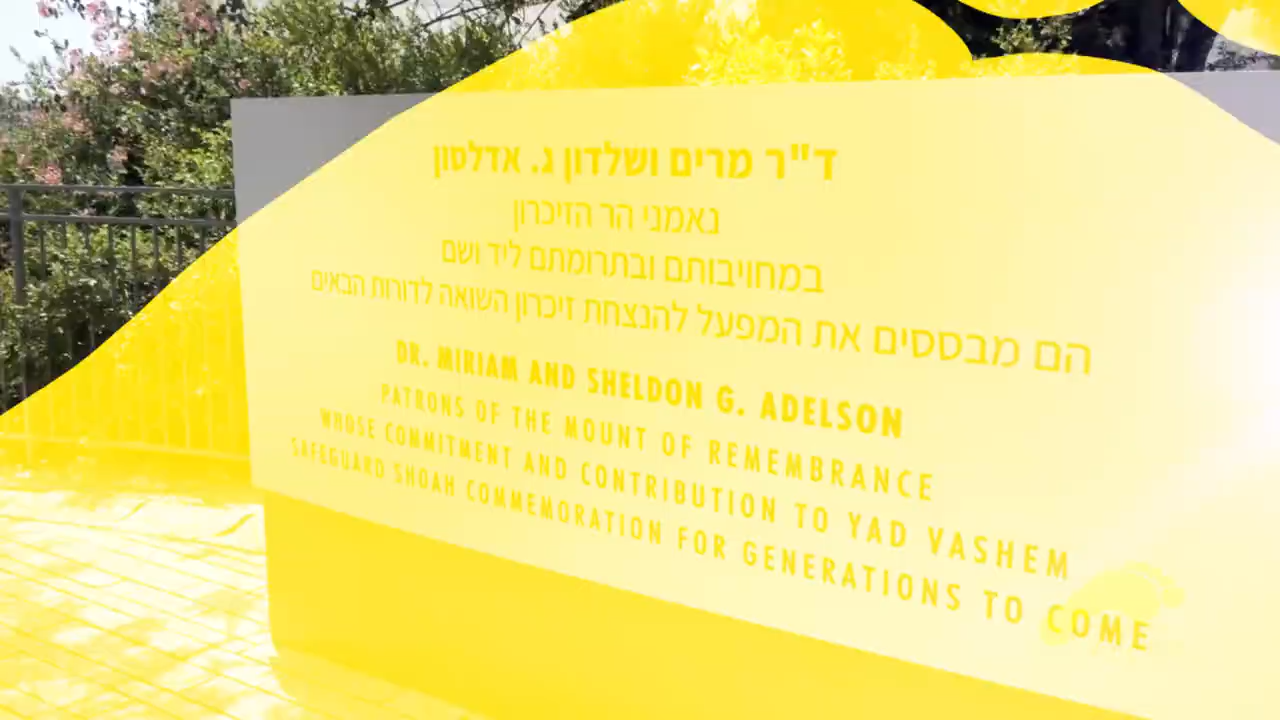 ד"ר מרים ושלדון ג. אדלסון
נאמני הר הזיכרון
במחויבותם ובתרומתם ליד ושם
הם מבססים את המפעל להנצחת זיכרון השואה לדורות הבאים
DR. MIRIAM AND SHELDON G. ADELSON
PATRONS OF THE MOUNT OF REMEMBRANCE
WHOSE COMMITMENT AND CONTRIBUTION TO YAD VASHEM
SAFEGUARD SHOAH COMMEMORATION FOR GENERATIONS TO COME